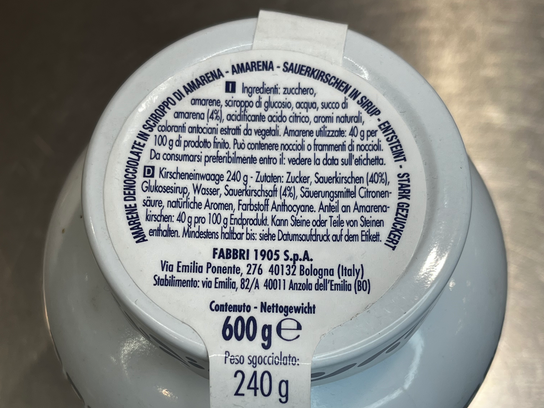 AMARENE DENOCCIOLATE IN SCIROPPO DI AMARENA - AMARENA - SAUERKIRSCHEN IN SIRUP - ENTSTEINT - STARK GEZUCKERT
I Ingredienti: zucchero,
amarene, sciroppo di glucosio, acqua, succo di
amarena (4%), acidificante acido citrico, aromi naturali,
coloranti antociani estratti da vegetali. Amarene utilizzate: 40 g per
100 g di prodotto finito. Può contenere noccioli o frammenti di noccioli.
Da consumarsi preferibilmente entro il: vedere la data sull'etichetta.
D Kirscheneinwaage 240 g - Zutaten: Zucker, Sauerkirschen (40%),
Glukosesirup, Wasser, Sauerkirschsaft (4%), Säuerungsmittel Citronen-
säure, natürliche Aromen, Farbstoff Anthocyane. Anteil an Amarena-
kirschen: 40 g pro 100 g Endprodukt. Kann Steine oder Teile von Steinen
enthalten. Mindestens haltbar bis: siehe Datumsaufdruck auf dem Etikett.
FABBRI 1905 S.p.A.
Via Emilia Ponente, 276 40132 Bologna (Italy)
Stabilimento: via Emilia, 82/A 40011 Anzola dell'Emilia (BO)
Contenuto - Nettogewicht
600 g ℮
Peso sgocciolato:
240 g